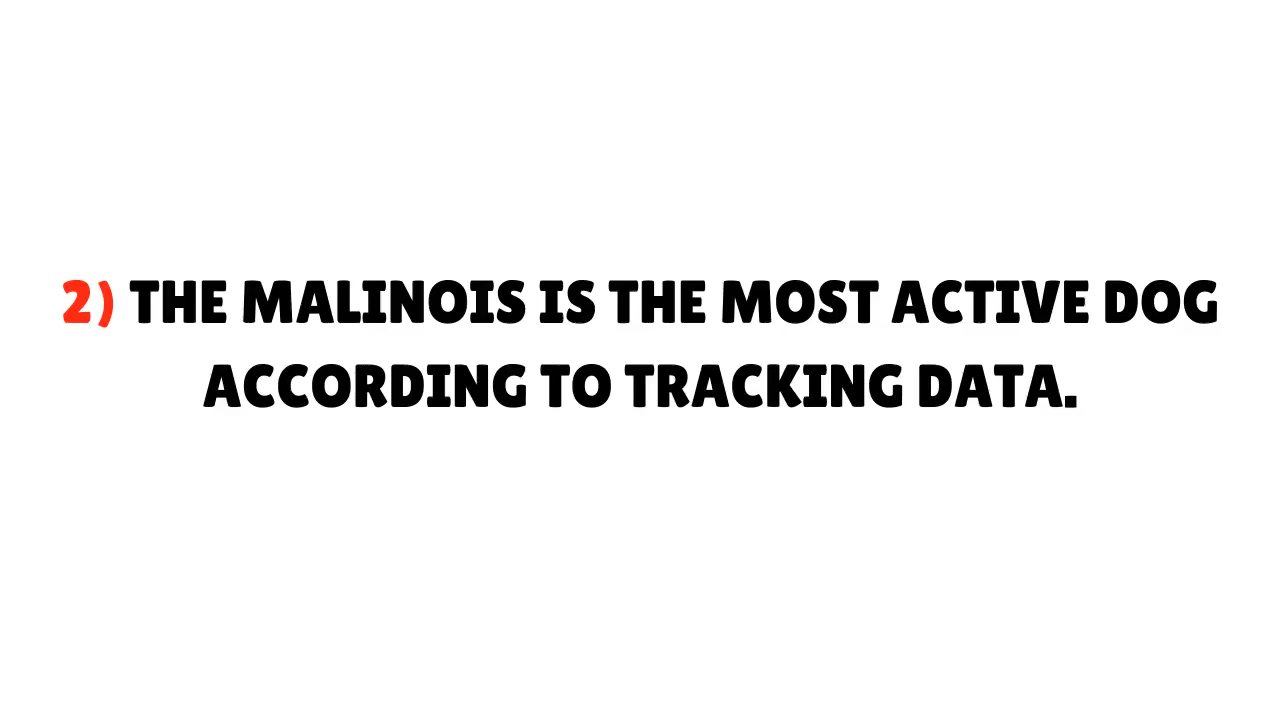 2) THE MALINOIS IS THE MOST ACTIVE DOG
ACCORDING TO TRACKING DATA.